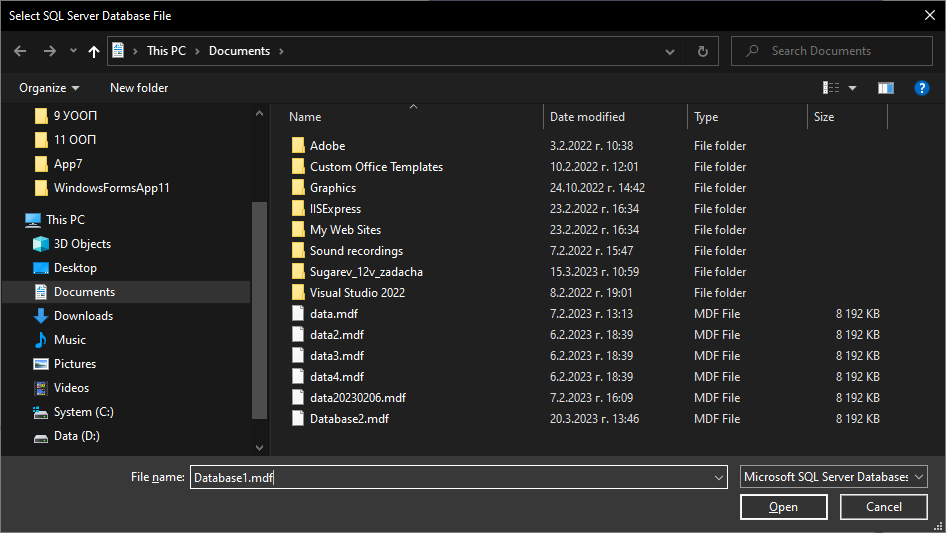 Select SQL Server Database File
This PC > Documents >
Search Documents
Organize
New folder
9 УООП
11 ООП
App7
WindowsFormsApp11
This PC
3D Objects
Desktop
Documents
Downloads
Music
Pictures
Videos
System (C:)
Data (D:)
Name Date modified Type Size
Adobe 3.2.2022 г. 10:38 File folder
Custom Office Templates 10.2.2022 г. 12:01 File folder
Graphics 24.10.2022 г. 14:42 File folder
IISExpress 23.2.2022 г. 16:34 File folder
My Web Sites 23.2.2022 г. 16:34 File folder
Sound recordings 7.2.2022 г. 15:47 File folder
Sugarev_12v_zadacha 15.3.2023 г. 10:59 File folder
Visual Studio 2022 8.2.2022 г. 19:01 File folder
data.mdf 7.2.2023 г. 13:13 MDF File 8 192 KB
data2.mdf 6.2.2023 г. 18:39 MDF File 8 192 KB
data3.mdf 6.2.2023 г. 18:39 MDF File 8 192 KB
data4.mdf 6.2.2023 г. 18:39 MDF File 8 192 KB
data20230206.mdf 7.2.2023 г. 16:09 MDF File 8 192 KB
Database2.mdf 20.3.2023 г. 13:46 MDF File 8 192 KB
File name: Database1.mdf
Microsoft SQL Server Databases
Open
Cancel